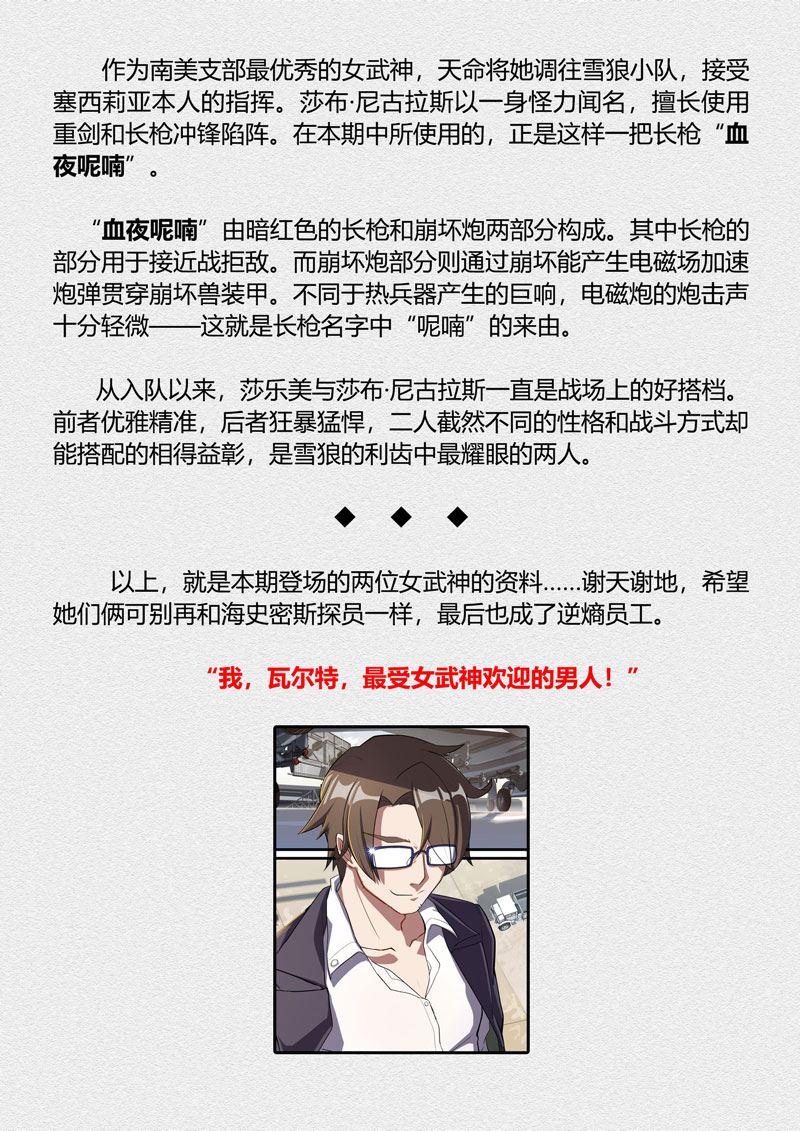 作为南美支部最优秀的女武神，天命将她调往雪狼小队，接受
塞西莉亚本人的指挥。莎布·尼古拉斯以一身怪力闻名，擅长使用
重剑和长枪冲锋陷阵。在本期中所使用的，正是这样一把长枪“血
夜呢喃”。
“血夜呢喃”由暗红色的长枪和崩坏炮两部分构成。其中长枪的
部分用于接近战拒敌。而崩坏炮部分则通过崩坏能产生电磁场加速
炮弹贯穿崩坏兽装甲。不同于热兵器产生的巨响，电磁炮的炮击声
十分轻微——这就是长枪名字中“呢喃”的来由。
从入队以来，莎乐美与莎布·尼古拉斯一直是战场上的好搭档。
前者优雅精准，后者狂暴猛悍，二人截然不同的性格和战斗方式却
能搭配的相得益彰，是雪狼的利齿中最耀眼的两人。
以上，就是本期登场的两位女武神的资料......谢天谢地，希望
她们俩可别再和海史密斯探员一样，最后也成了逆熵员工。
“我，瓦尔特，最受女武神欢迎的男人！”